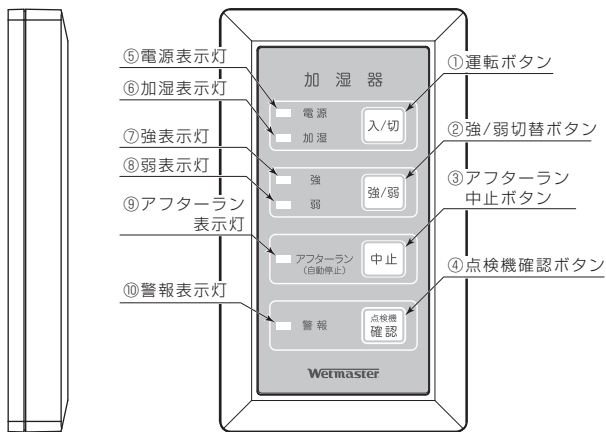 ⑤電源表示灯
⑥加湿表示灯
⑦強表示灯
⑧弱表示灯
⑨アフターラン
表示灯
⑩警報表示灯
加湿器
電源
加湿
入/切
強
弱
強/弱
アフターラン
(自動停止)
中止
警報
点検機
確認
Wetmaster
①運転ボタン
②強/弱切替ボタン
③アフターラン
中止ボタン
④点検機確認ボタン